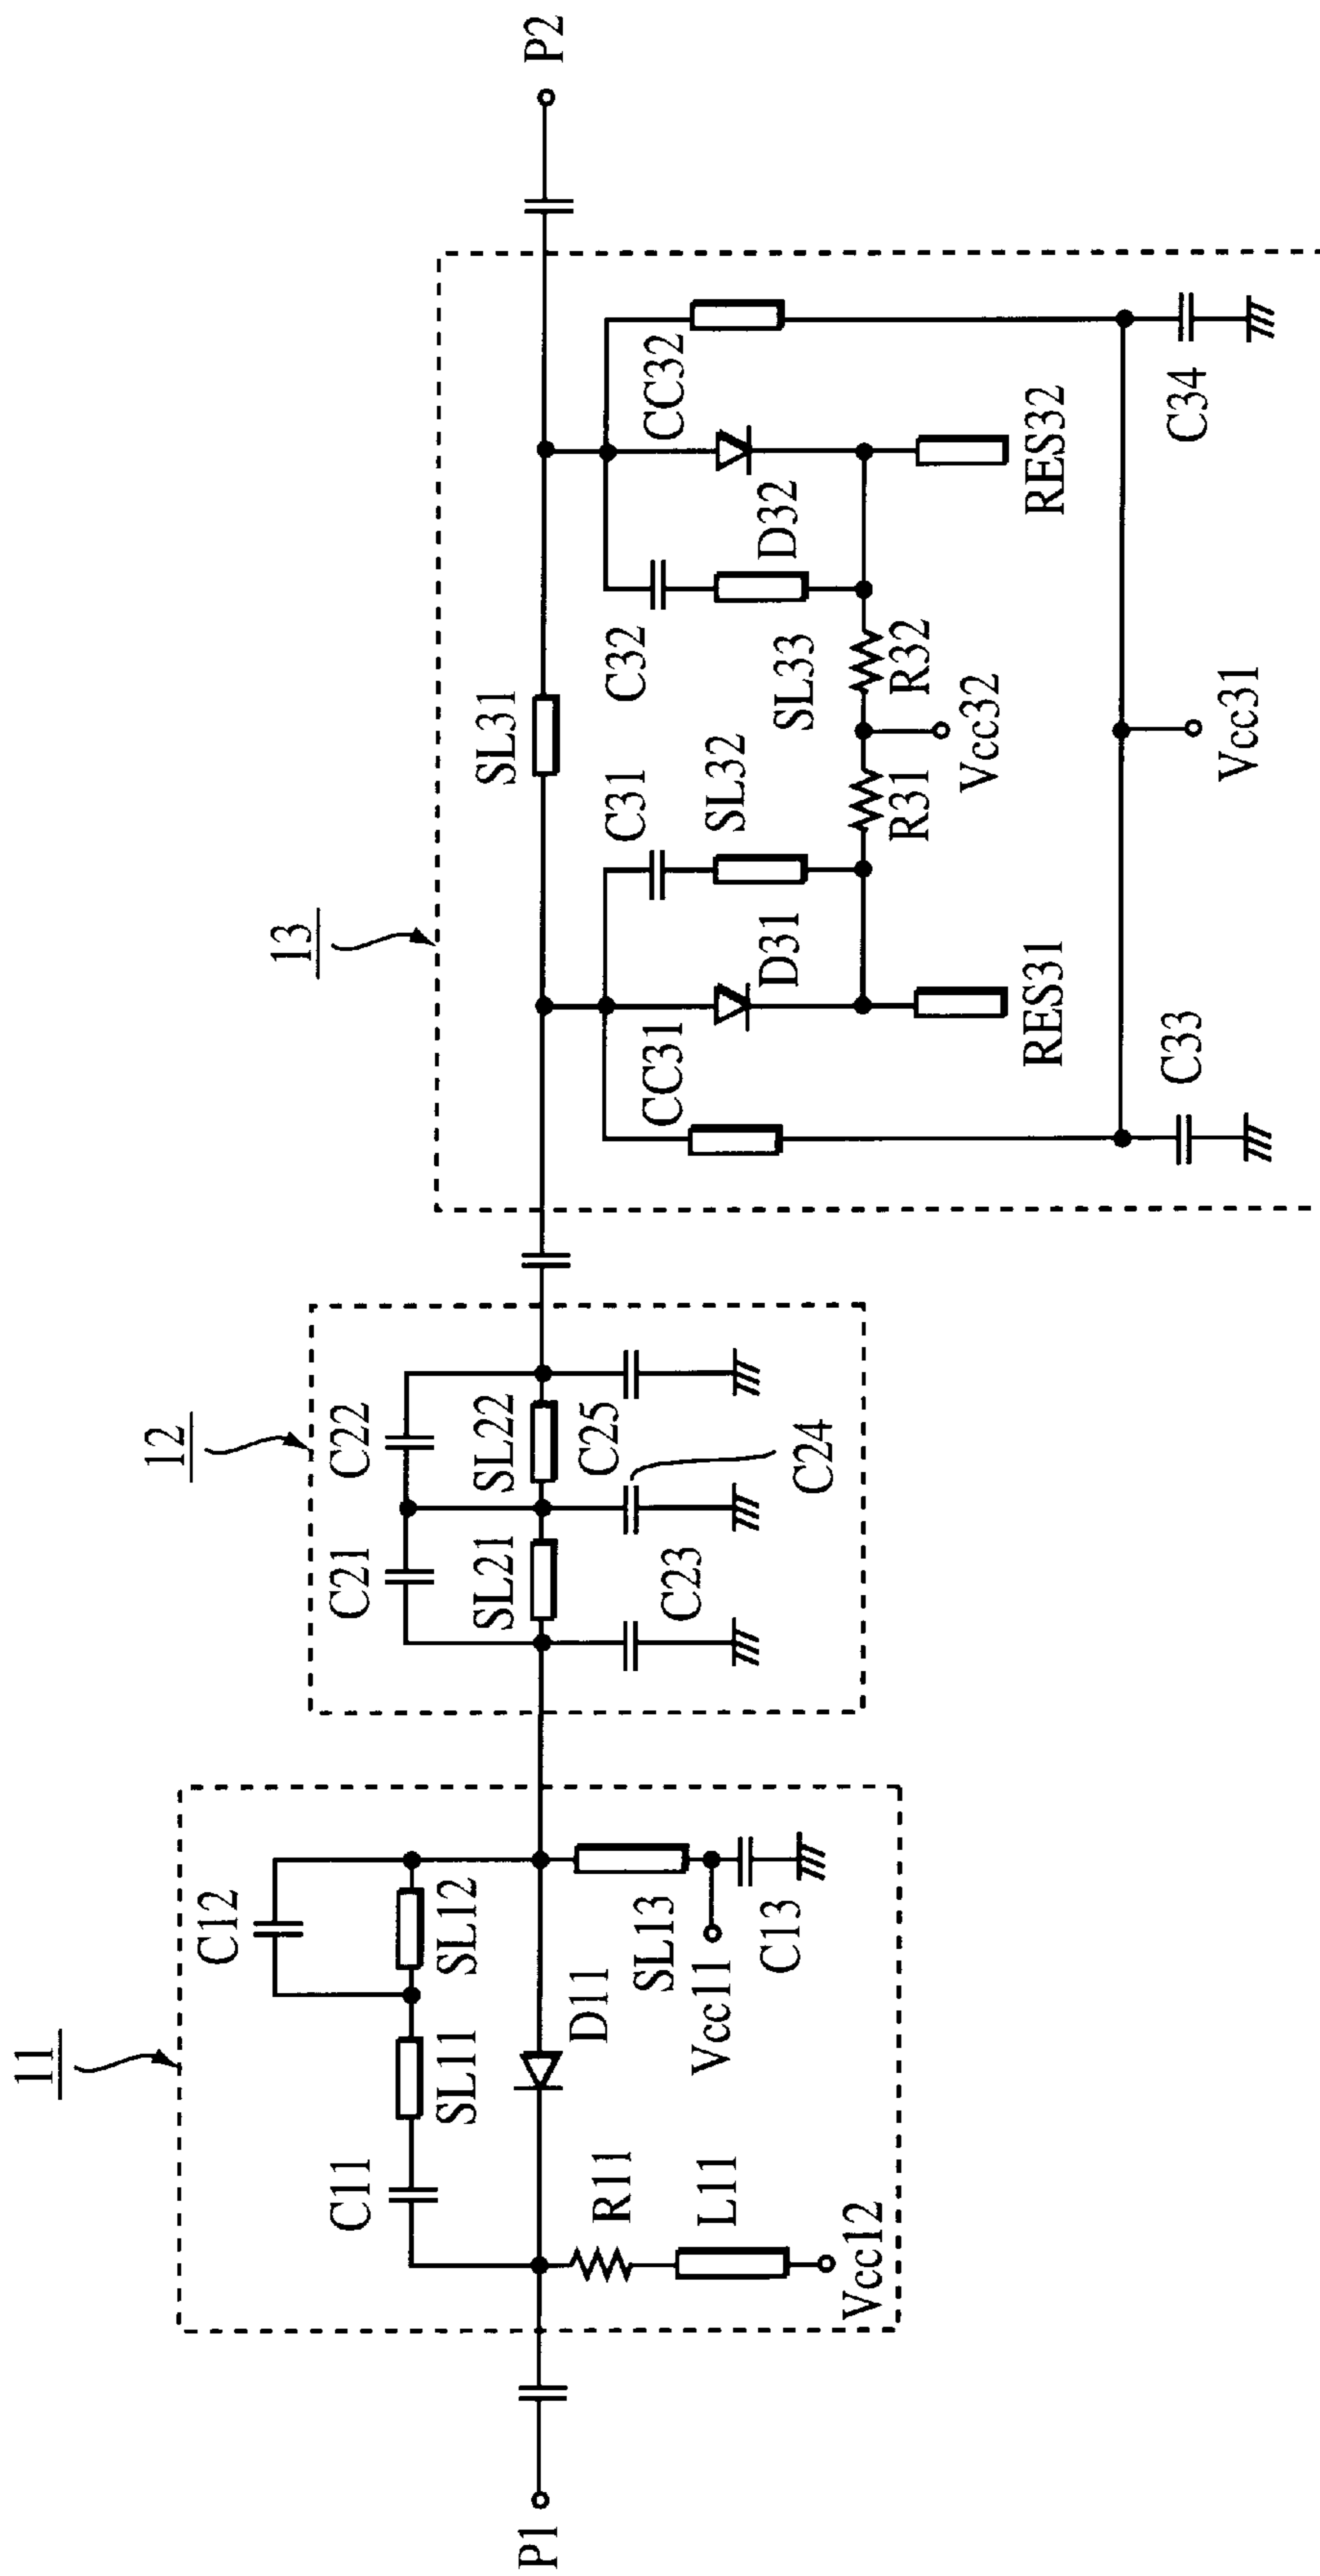 11
12
13
P1
C11
SL11
C12
SL12
D11
R11
L11
Vcc12
SL13
Vcc11
C13
C21
C22
SL21
SL22
C23
C25
C24
SL31
CC31
D31
C31
SL32
C32
SL33
D32
CC32
R31
R32
Vcc32
RES31
RES32
C33
C34
Vcc31
P2